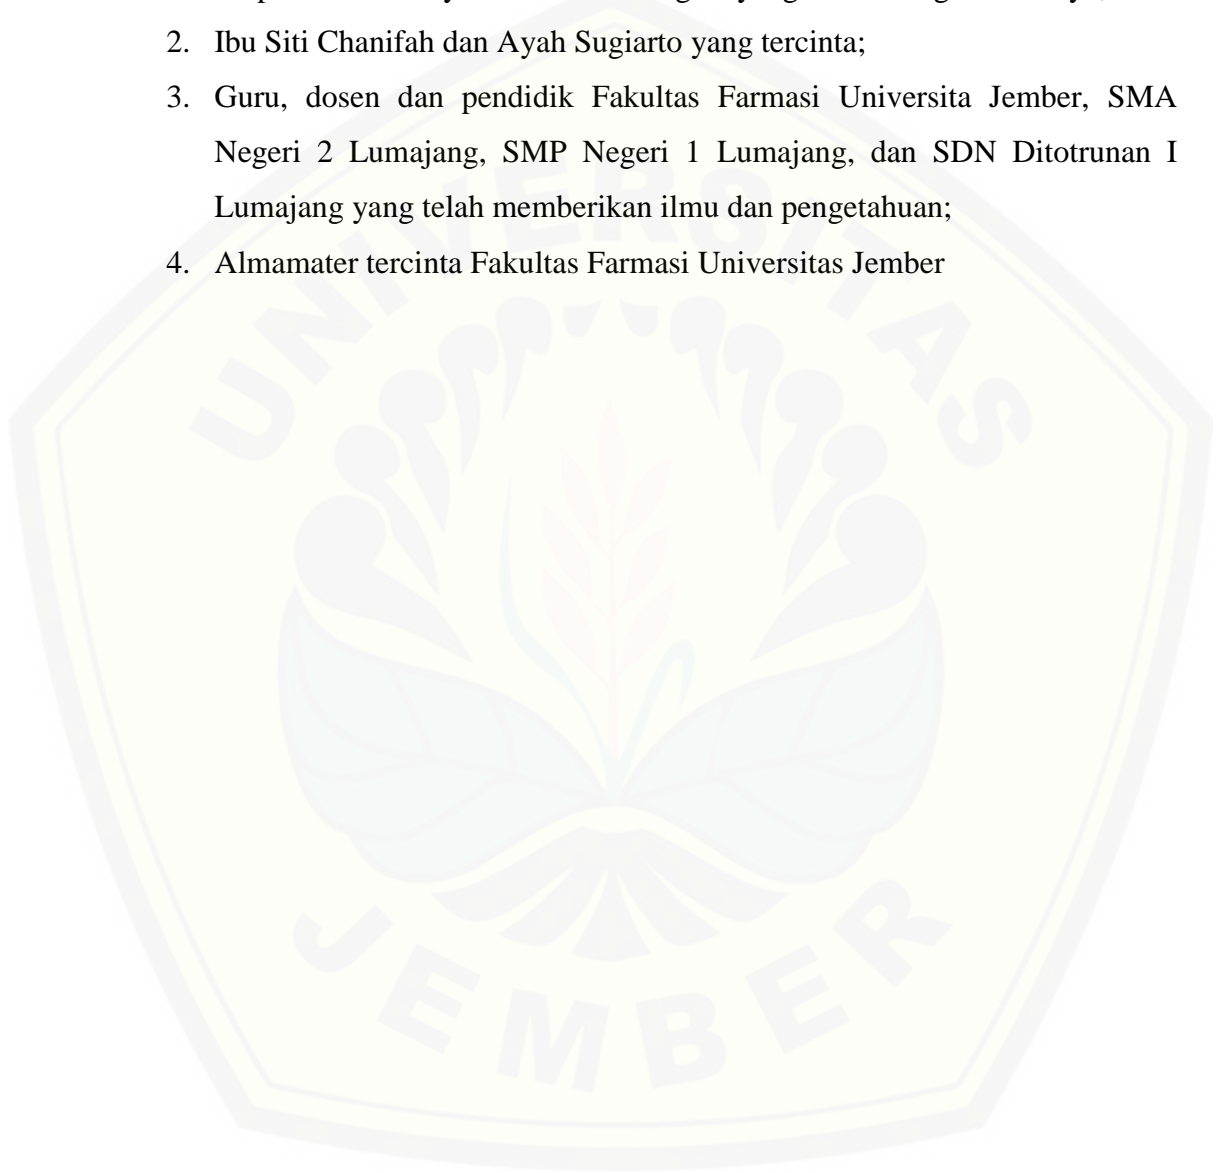 2. Ibu Siti Chanifah dan Ayah Sugiarto yang tercinta;
3. Guru, dosen dan pendidik Fakultas Farmasi Universita Jember, SMA
Negeri 2 Lumajang, SMP Negeri 1 Lumajang, dan SDN Ditotrunan I
Lumajang yang telah memberikan ilmu dan pengetahuan;
4. Almamater tercinta Fakultas Farmasi Universitas Jember
UNIVERSITAS
JEMBER